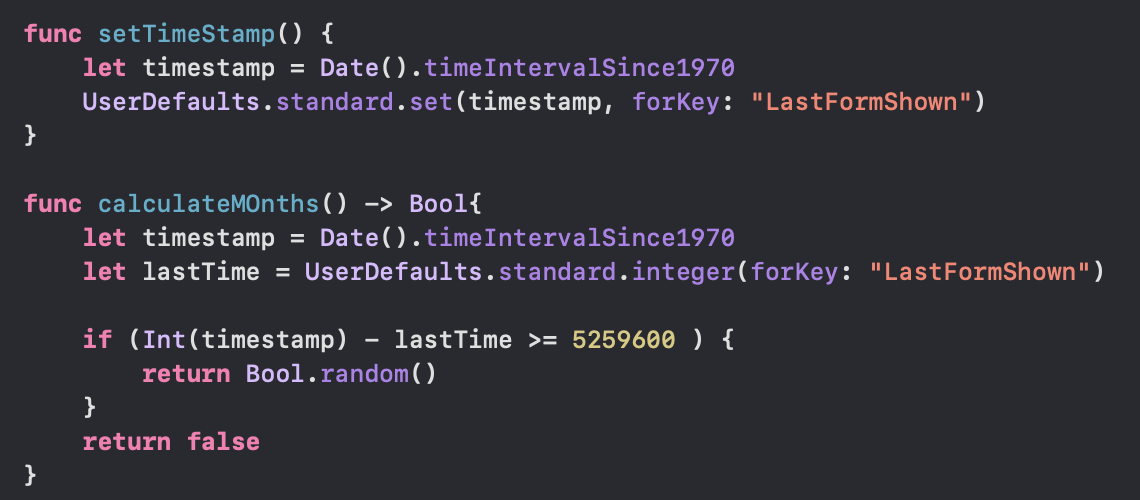 func setTimeStamp() {
    let timestamp = Date().timeIntervalSince1970
    UserDefaults.standard.set(timestamp, forKey: "LastFormShown")
}

func calculateMOnths() -> Bool{
    let timestamp = Date().timeIntervalSince1970
    let lastTime = UserDefaults.standard.integer(forKey: "LastFormShown")

    if (Int(timestamp) - lastTime >= 5259600 ) {
        return Bool.random()
    }
    return false
}